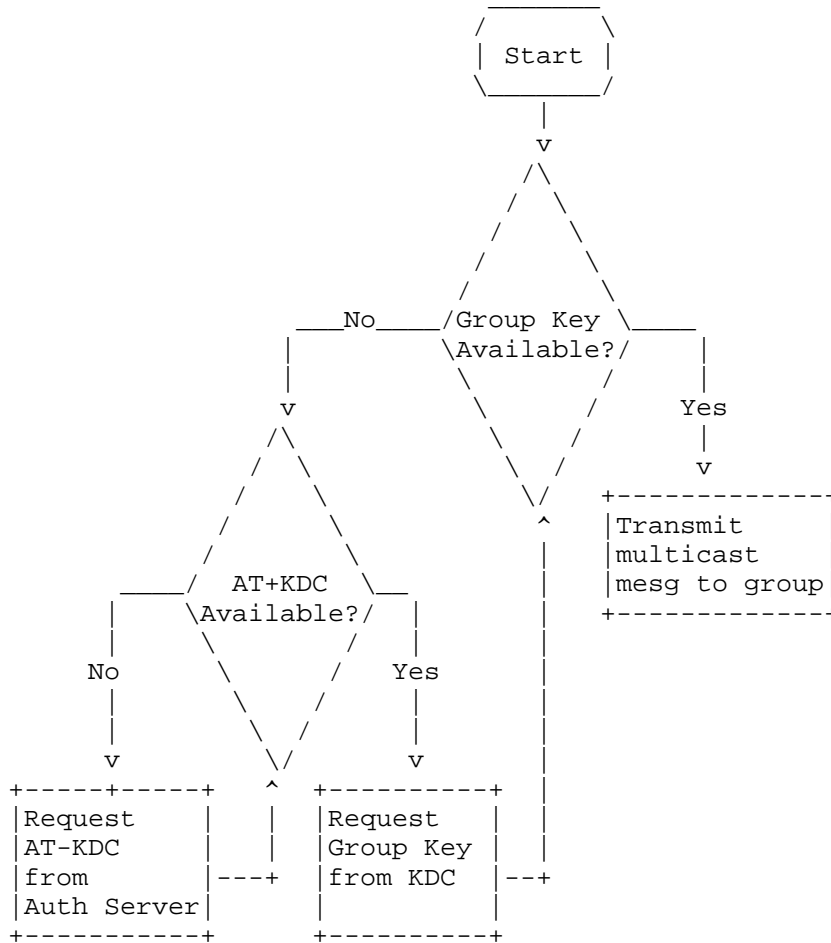 Start
No
Group Key
Available?
Yes
Transmit
multicast
mesg to group
AT+KDC
Available?
No
Yes
Request
AT-KDC
from
Auth Server
Request
Group Key
from KDC